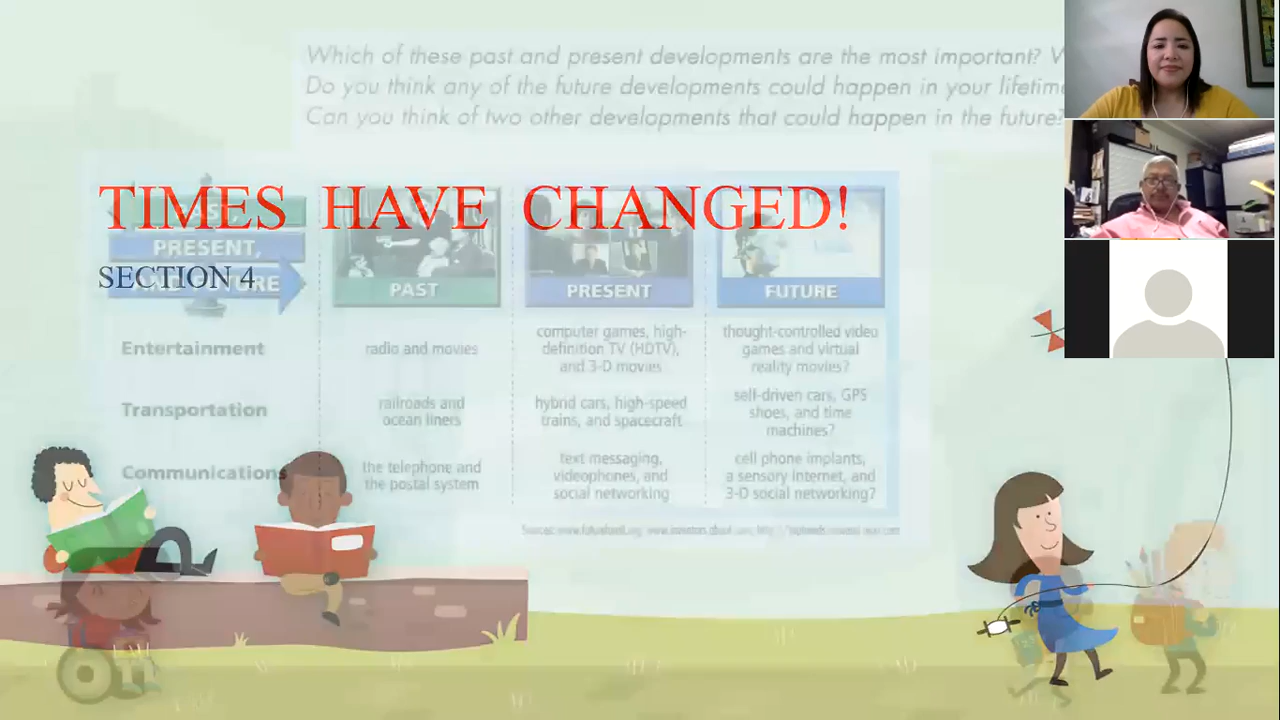 Which of these past and present developments are the most important?
Do you think any of the future developments could happen in your lifetime
Can you think of two other developments that could happen in the future?
TIMES HAVE CHANGED!
SECTION 4
PRESENT,
PAST
PRESENT
FUTURE
Entertainment
radio and movies
computer games, high-
definition TV (HDTV),
and 3-D movies
thought-controlled video
games and virtual
reality movies?
Transportation
railroads and
ocean liners
hybrid cars, high-speed
trains, and spacecraft
self-driven cars, GPS
shoes, and time
machines?
Communications
the telephone and
the postal system
text messaging,
videophones, and
social networking
cell phone implants,
a sensory internet, and
3-D social networking?